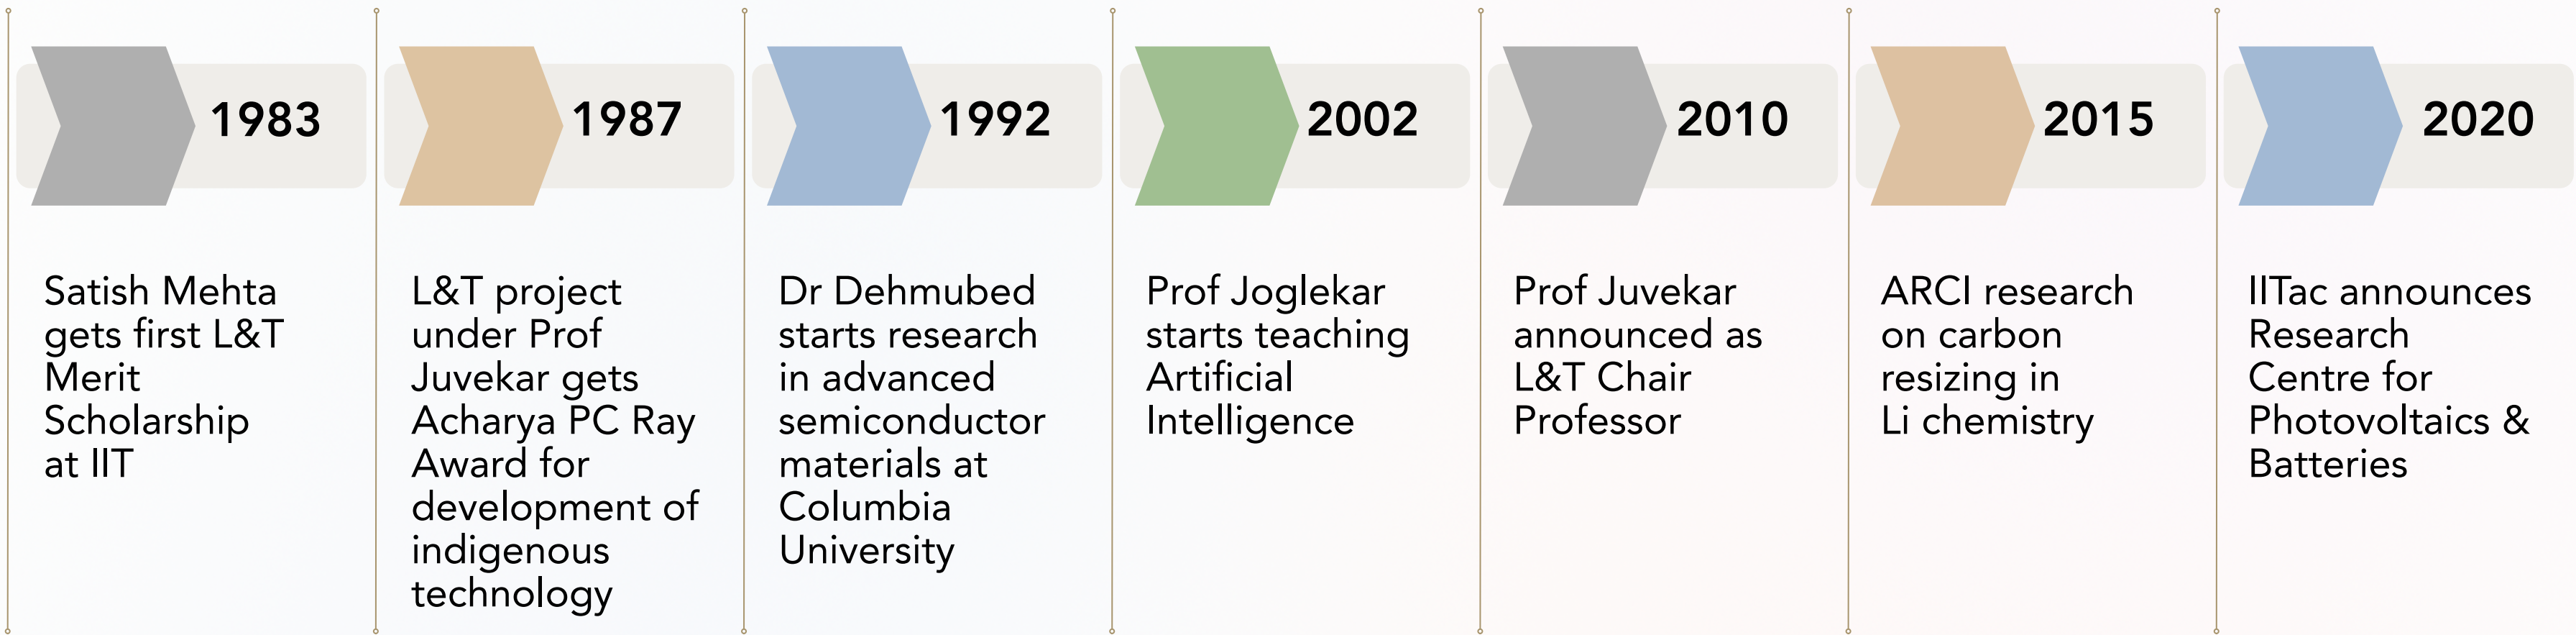 1983
Satish Mehta
gets first L&T
Merit
Scholarship
at IIT
1987
L&T project
under Prof
Juvekar gets
Acharya PC Ray
Award for
development of
indigenous
technology
1992
Dr Dehmubed
starts research
in advanced
semiconductor
materials at
Columbia
University
2002
Prof Joglekar
starts teaching
Artificial
Intelligence
2010
Prof Juvekar
announced as
L&T Chair
Professor
2015
ARCI research
on carbon
resizing in
Li chemistry
2020
IITac announces
Research
Centre for
Photovoltaics &
Batteries